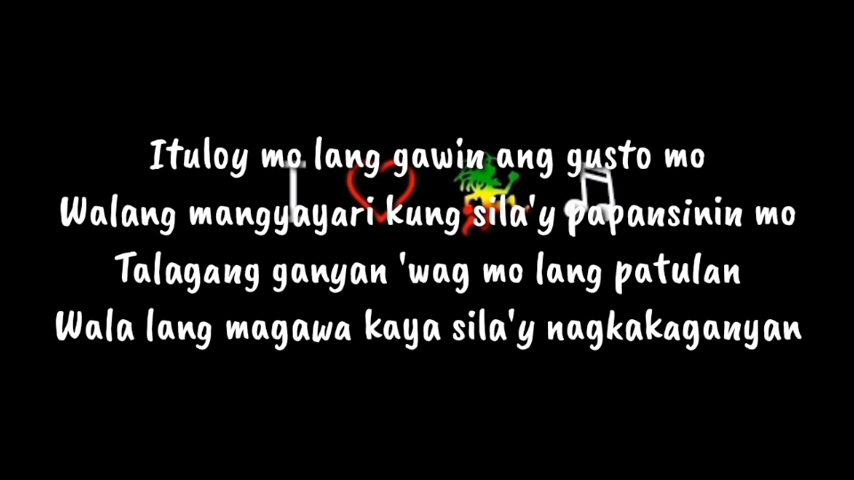 Ituloy mo lang gawin ang gusto mo
I
Walang mangyayari kung sila'y papansinin mo
Talagang ganyan 'wag mo lang patulan
Wala lang magawa kaya sila'y nagkakaganyan